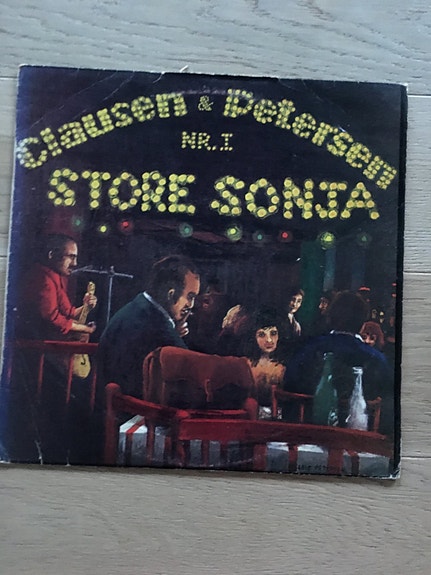 Clausen & Petersen
NR.I
STORE SONJA